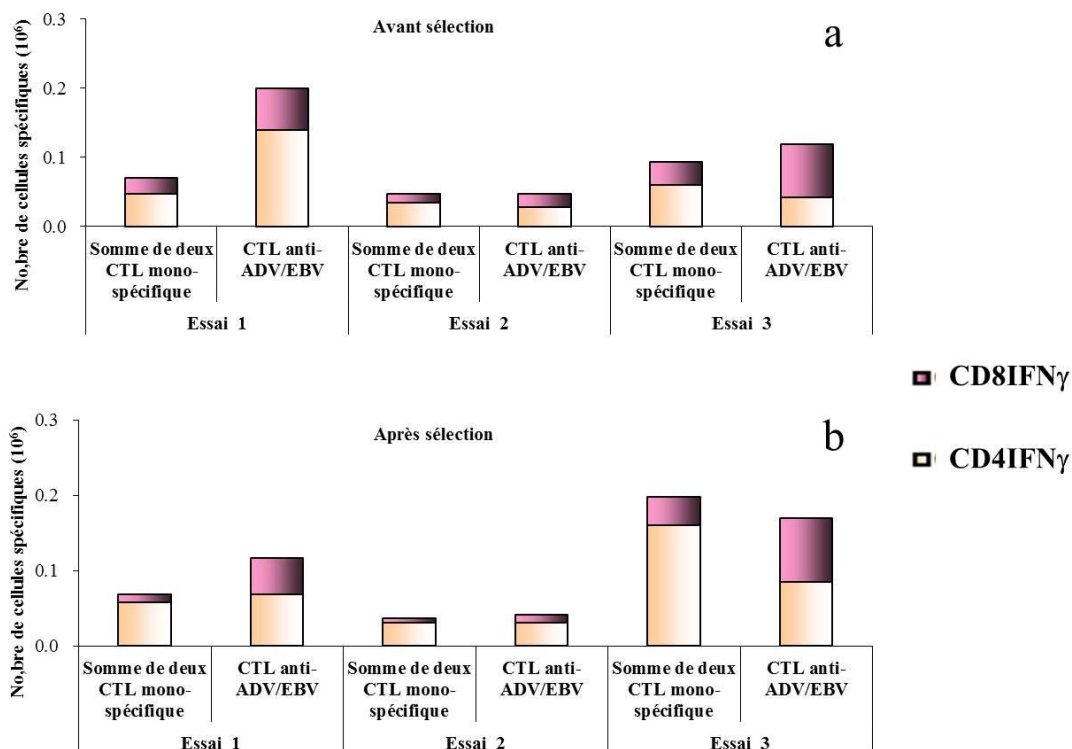 0.3
0.2
0.1
0.0
No,bre de cellules spécifiques (10⁶)
Avant sélection
a
Somme de deux CTL mono-spécifique
CTL anti-ADV/EBV
Somme de deux CTL mono-spécifique
CTL anti-ADV/EBV
Somme de deux CTL mono-spécifique
CTL anti-ADV/EBV
Essai 1
Essai 2
Essai 3
CD8IFNγ
CD4IFNγ
0.3
0.2
0.1
0.0
No,bre de cellules spécifiques (10⁶)
Après sélection
b
Somme de deux CTL mono-spécifique
CTL anti-ADV/EBV
Somme de deux CTL mono-spécifique
CTL anti-ADV/EBV
Somme de deux CTL mono-spécifique
CTL anti-ADV/EBV
Essai 1
Essai 2
Essai 3